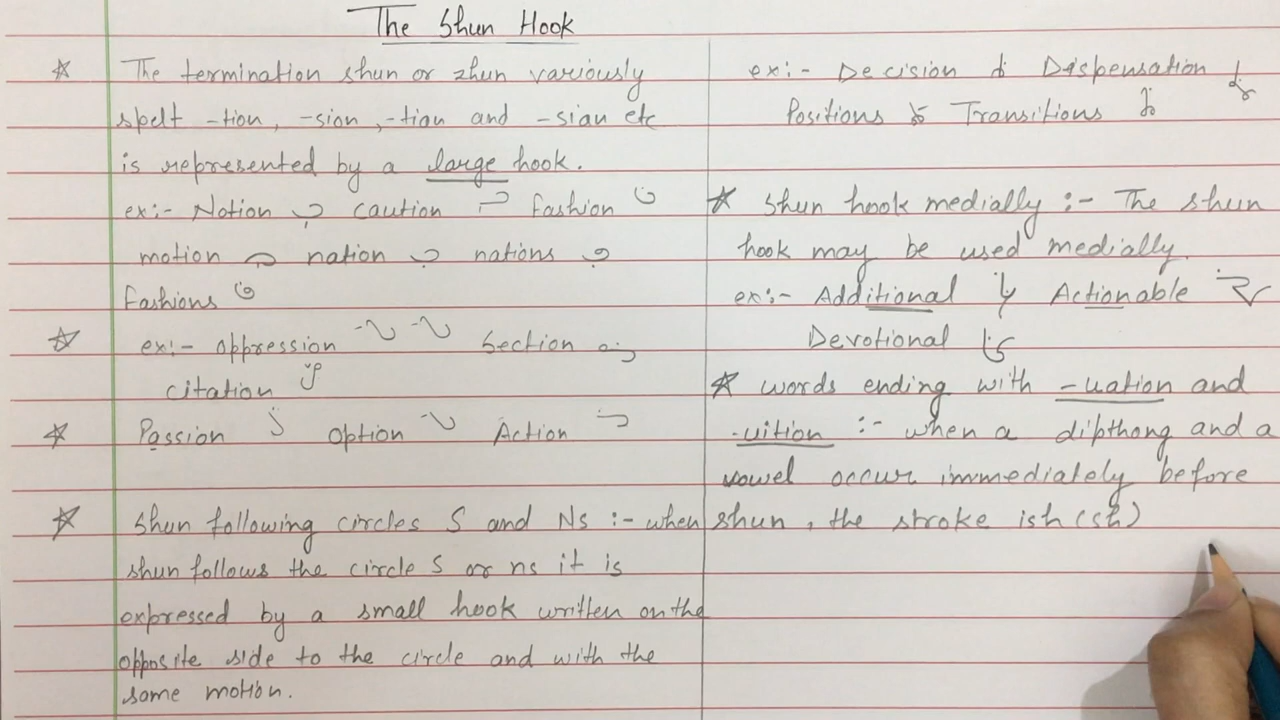 The Shun Hook
☆ The termination shun or zhun variously
spelt -tion, -sion, -tian and -sian etc
is represented by a large hook.
ex:- Notion caution fashion
motion nation nations
fashions
☆ ex:- oppression Section
citation
☆ Passion option Action
☆ Shun following circles S and Ns :- when
shun follows the circle S or ns it is
expressed by a small hook written on the
opposite side to the circle and with the
same motion.
ex:- Decision Dispensation
Positions Transitions
☆ Shun hook medially :- The shun
hook may be used medially.
ex:- Additional Actionable
Devotional
☆ words ending with -uation and
-uition :- when a dipthong and a
vowel occur immediately before
shun, the stroke ish (sh)